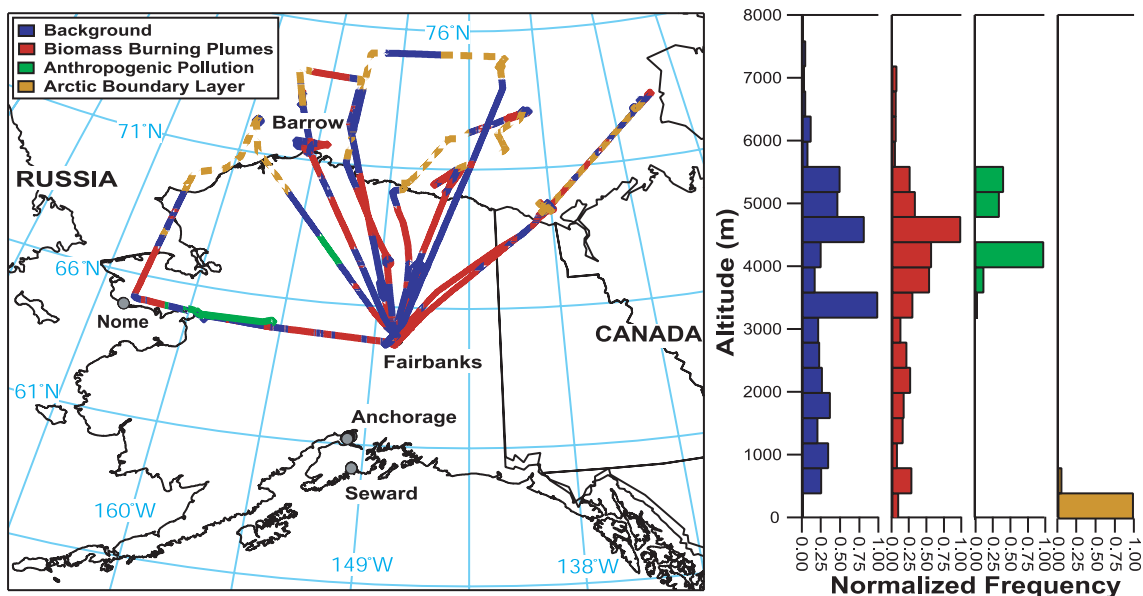 Background
Biomass Burning Plumes
Anthropogenic Pollution
Arctic Boundary Layer
76°N
71°N
Barrow
RUSSIA
66°N
Nome
Fairbanks
CANADA
61°N
Anchorage
Seward
160°W
149°W
138°W
Altitude (m)
8000
7000
6000
5000
4000
3000
2000
1000
0
0.00 0.25 0.50 0.75 1.00
0.00 0.25 0.50 0.75 1.00
0.00 0.25 0.50 0.75 1.00
0.00 0.25 0.50 0.75 1.00
Normalized Frequency